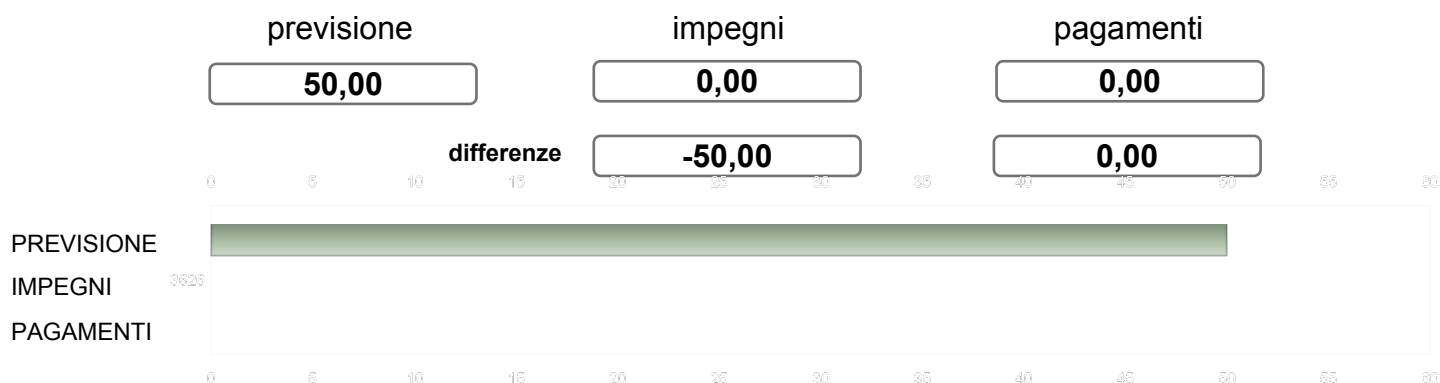 previsione impegni pagamenti
50,00 0,00 0,00
differenze -50,00 0,00
0 5 10 15 20 25 30 35 40 45 50 55 60
PREVISIONE
3626
IMPEGNI
PAGAMENTI
0 5 10 15 20 25 30 35 40 45 50 55 60